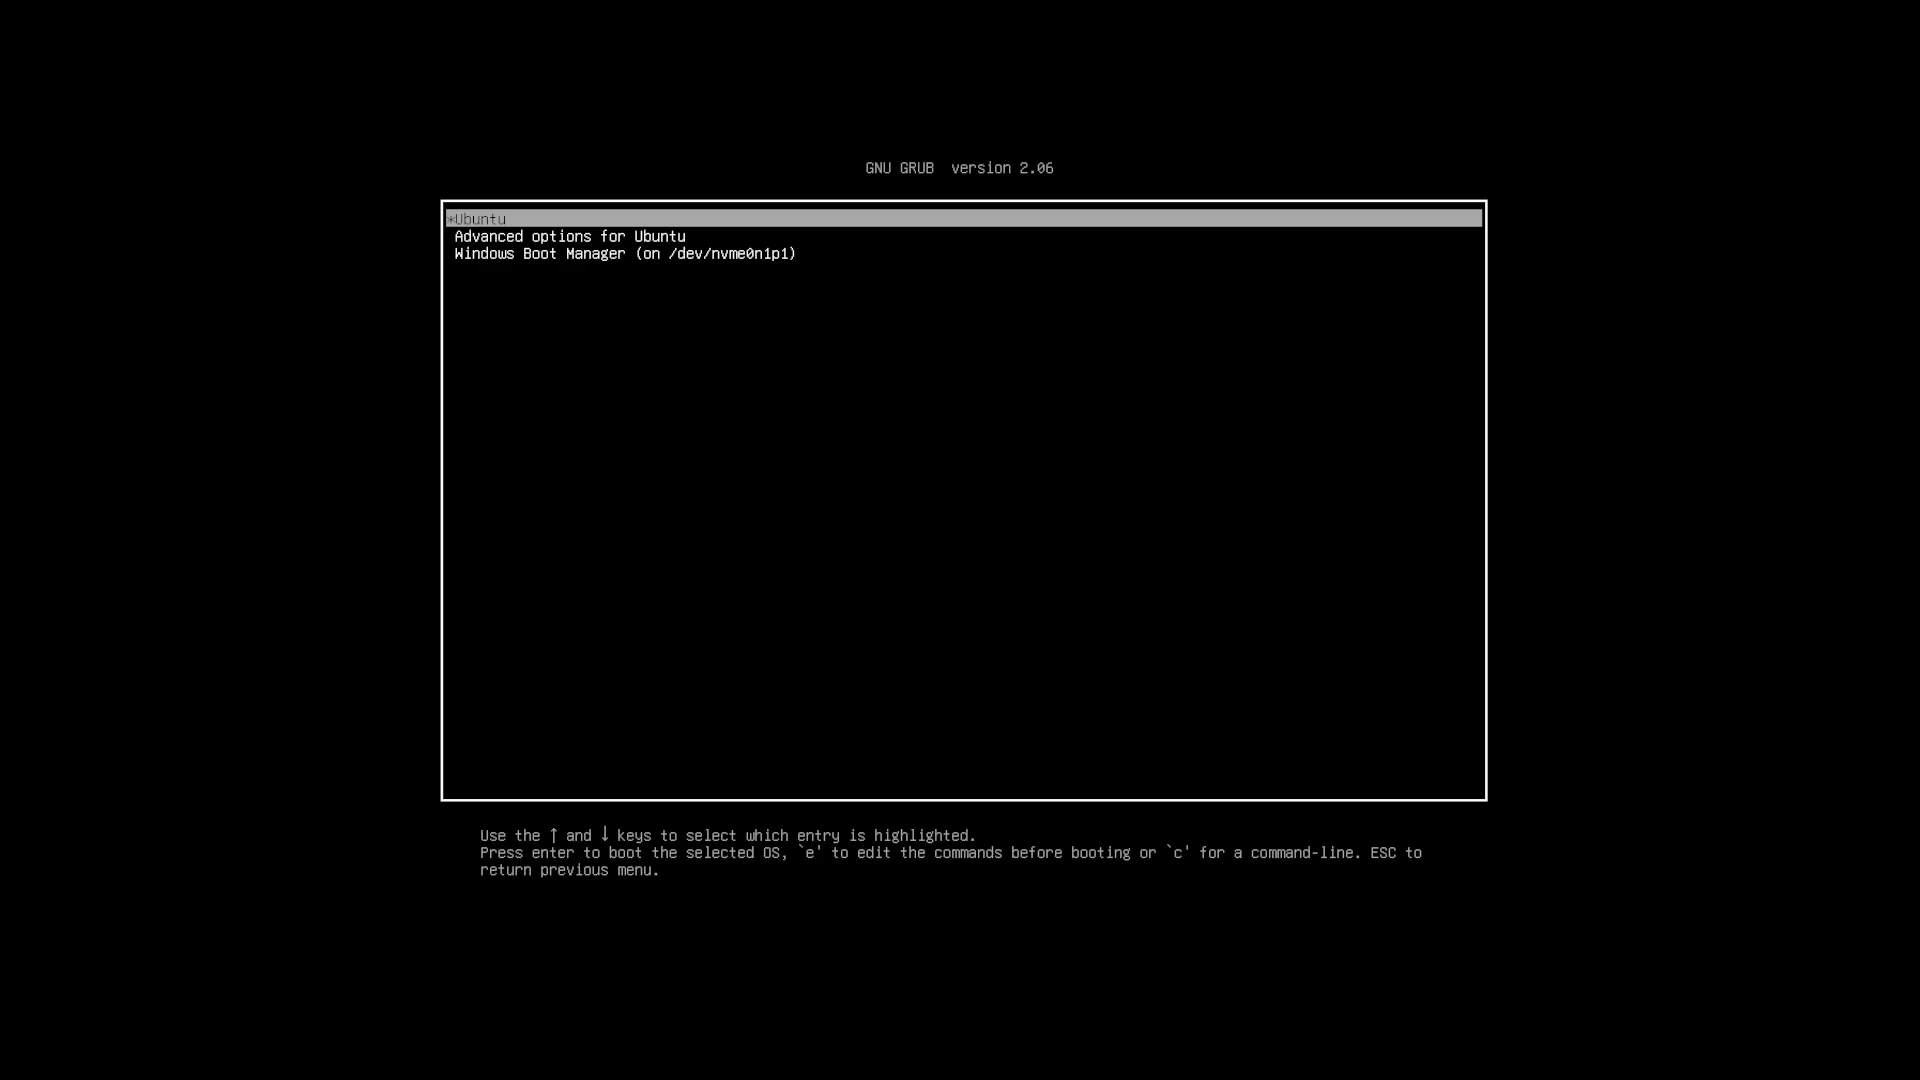 GNU GRUB  version 2.06
*Ubuntu
Advanced options for Ubuntu
Windows Boot Manager (on /dev/nvme0n1p1)
Use the ↑ and ↓ keys to select which entry is highlighted.
Press enter to boot the selected OS, `e' to edit the commands before booting or `c' for a command-line. ESC to
return previous menu.